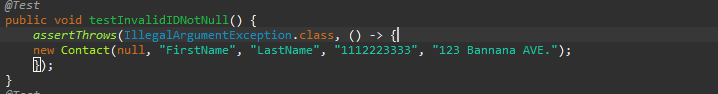 @Test
public void testInvalidIDNotNull() {
assertThrows(IllegalArgumentException.class, () -> {
new Contact(null, "FirstName", "LastName", "1112223333", "123 Bannana AVE.");
});
}
@Test